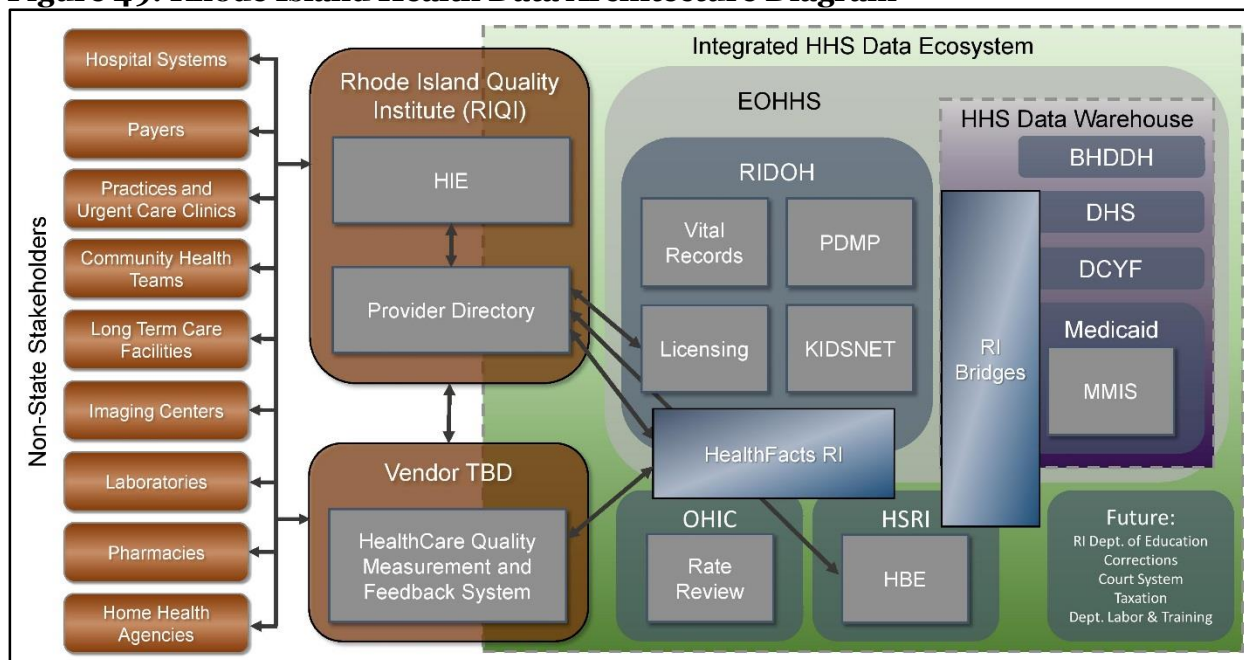 Figure 49: Rhode Island Health Data Architecture Diagram
Non-State Stakeholders
Hospital Systems
Payers
Practices and
Urgent Care Clinics
Community Health
Teams
Long Term Care
Facilities
Imaging Centers
Laboratories
Pharmacies
Home Health
Agencies
Rhode Island Quality
Institute (RIQI)
HIE
Provider Directory
Vendor TBD
HealthCare Quality
Measurement and
Feedback System
Integrated HHS Data Ecosystem
EOHHS
RIDOH
Vital
Records
PDMP
Licensing
KIDSNET
HealthFacts RI
HHS Data Warehouse
BHDDH
DHS
DCYF
Medicaid
MMIS
RI
Bridges
OHIC
Rate
Review
HSRI
HBE
Future:
RI Dept. of Education
Corrections
Court System
Taxation
Dept. Labor & Training